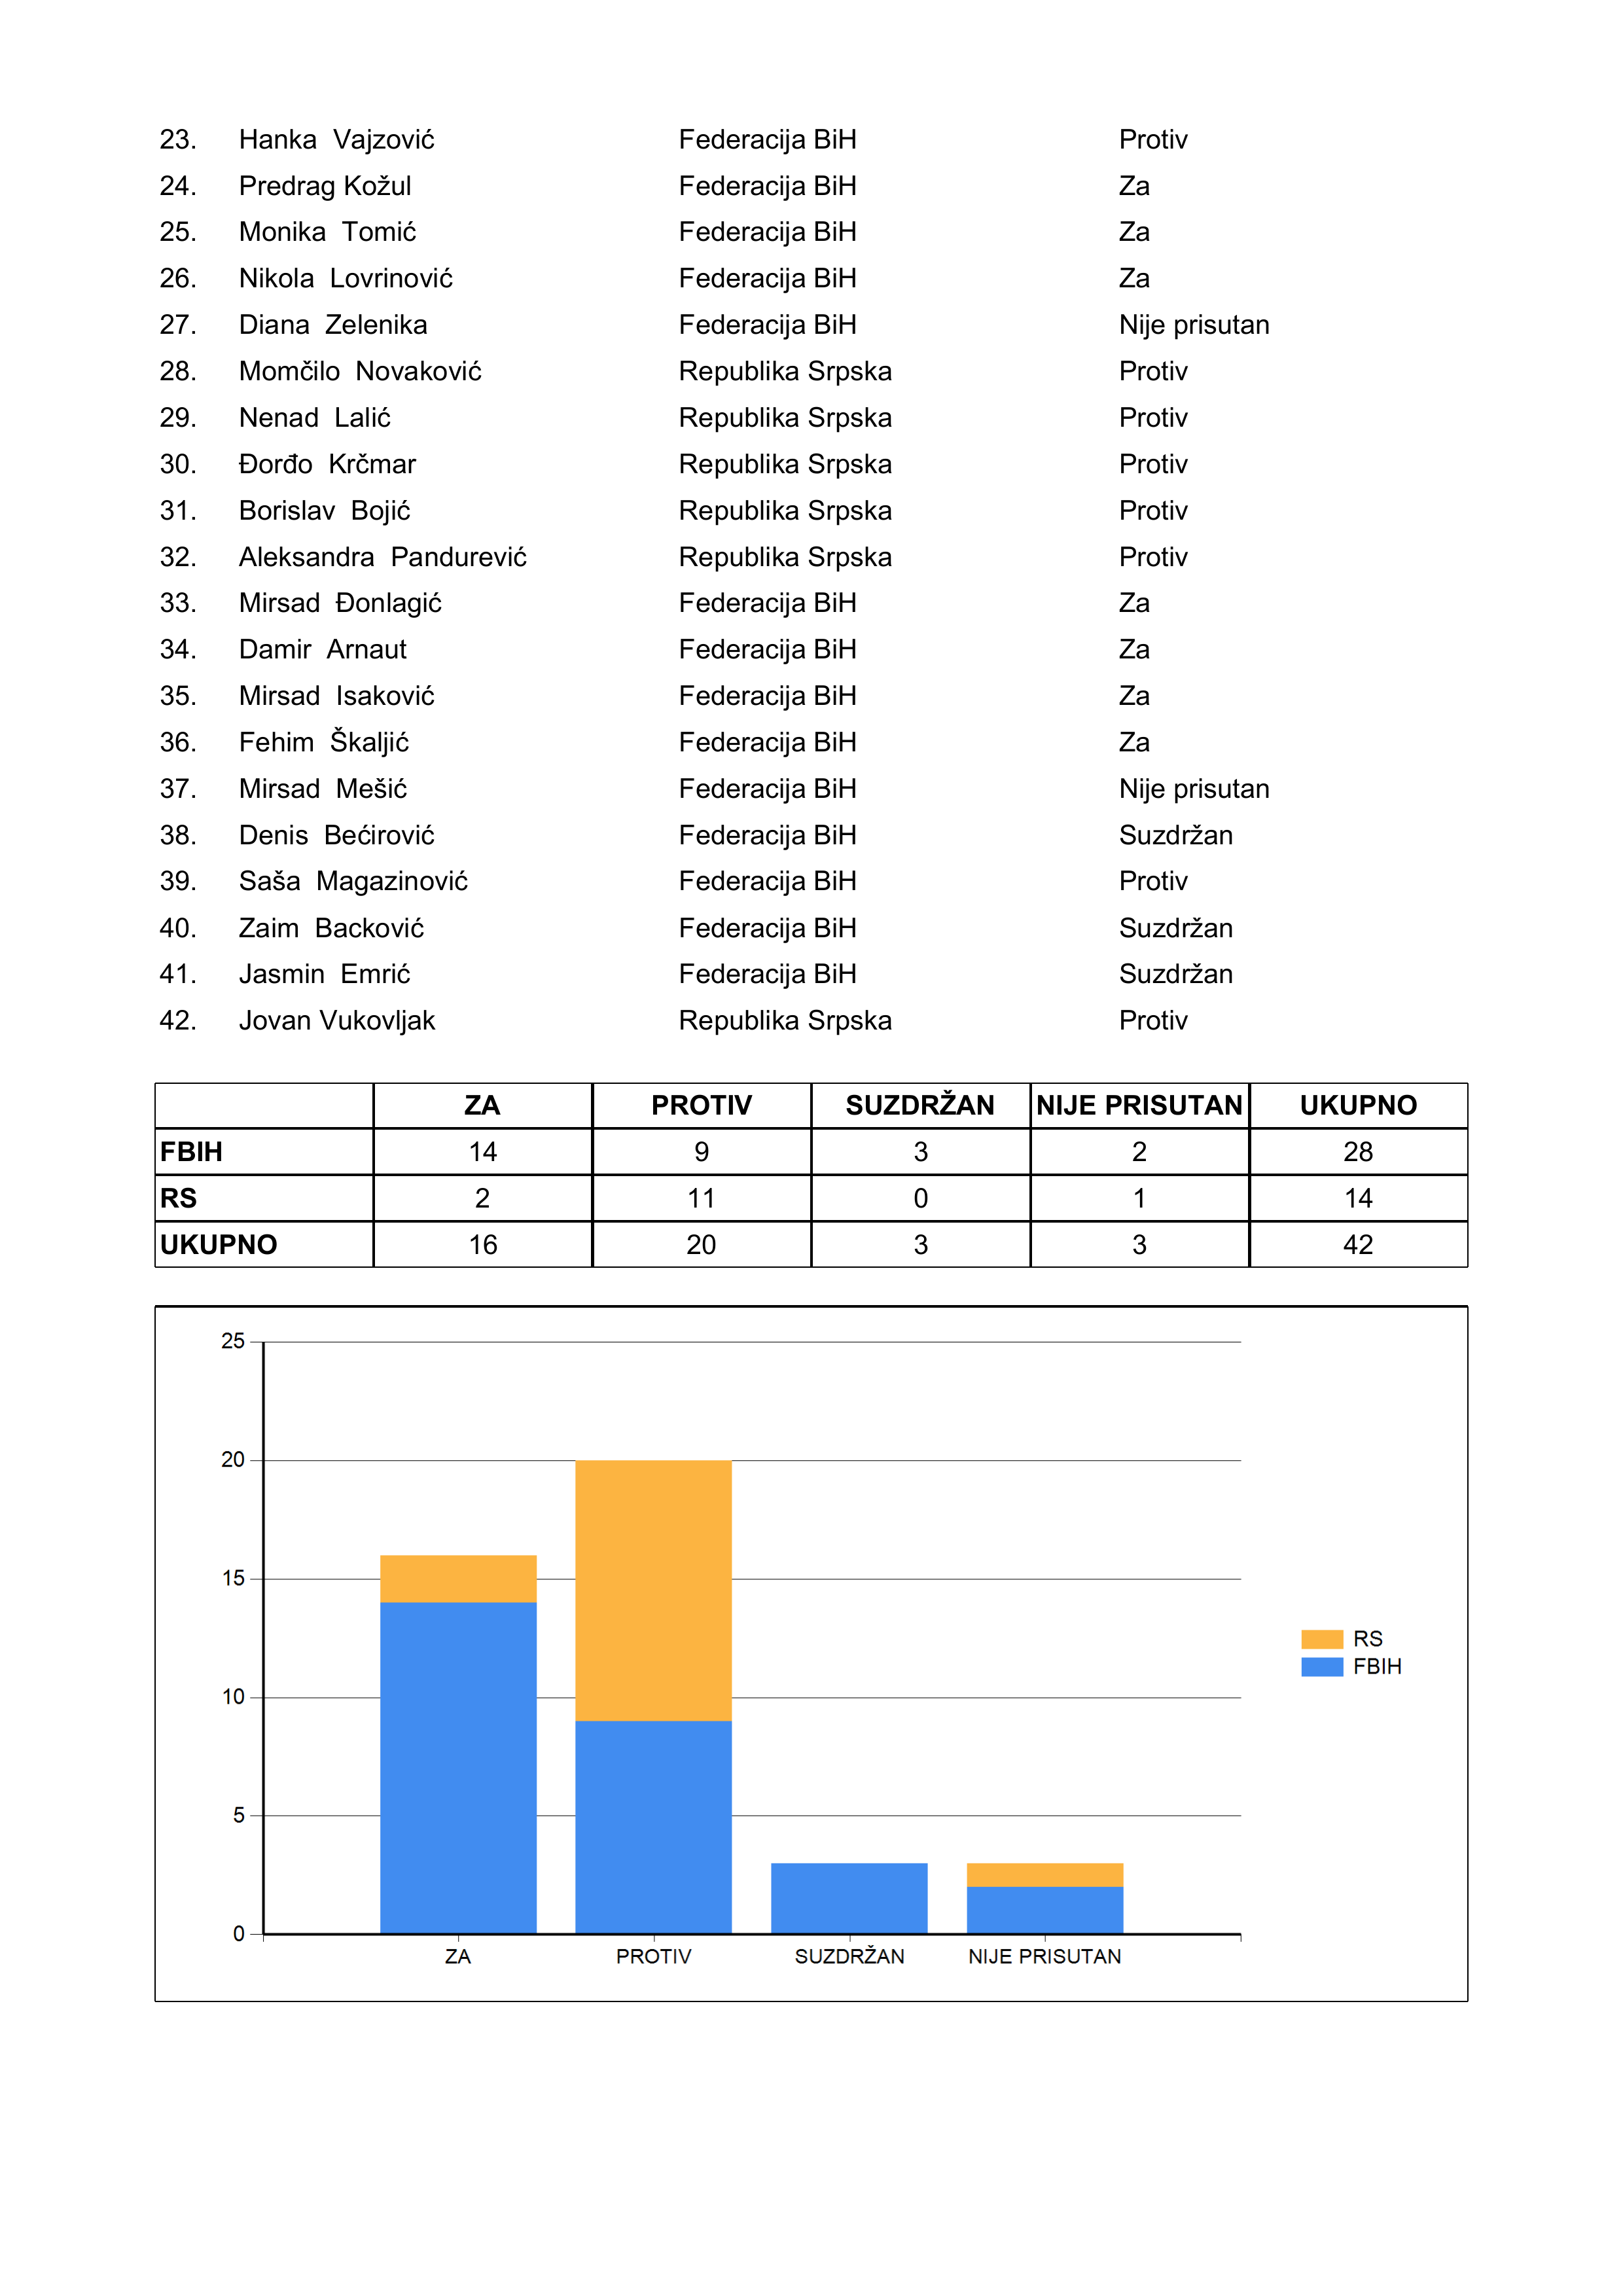 23. Hanka Vajzović Federacija BiH Protiv
24. Predrag Kožul Federacija BiH Za
25. Monika Tomić Federacija BiH Za
26. Nikola Lovrinović Federacija BiH Za
27. Diana Zelenika Federacija BiH Nije prisutan
28. Momčilo Novaković Republika Srpska Protiv
29. Nenad Lalić Republika Srpska Protiv
30. Đorđo Krčmar Republika Srpska Protiv
31. Borislav Bojić Republika Srpska Protiv
32. Aleksandra Pandurević Republika Srpska Protiv
33. Mirsad Đonlagić Federacija BiH Za
34. Damir Arnaut Federacija BiH Za
35. Mirsad Isaković Federacija BiH Za
36. Fehim Škaljić Federacija BiH Za
37. Mirsad Mešić Federacija BiH Nije prisutan
38. Denis Bećirović Federacija BiH Suzdržan
39. Saša Magazinović Federacija BiH Protiv
40. Zaim Backović Federacija BiH Suzdržan
41. Jasmin Emrić Federacija BiH Suzdržan
42. Jovan Vukovljak Republika Srpska Protiv
ZA PROTIV SUZDRŽAN NIJE PRISUTAN UKUPNO
FBIH 14 9 3 2 28
RS 2 11 0 1 14
UKUPNO 16 20 3 3 42
25
20
15
10
5
0
ZA PROTIV SUZDRŽAN NIJE PRISUTAN
RS
FBIH